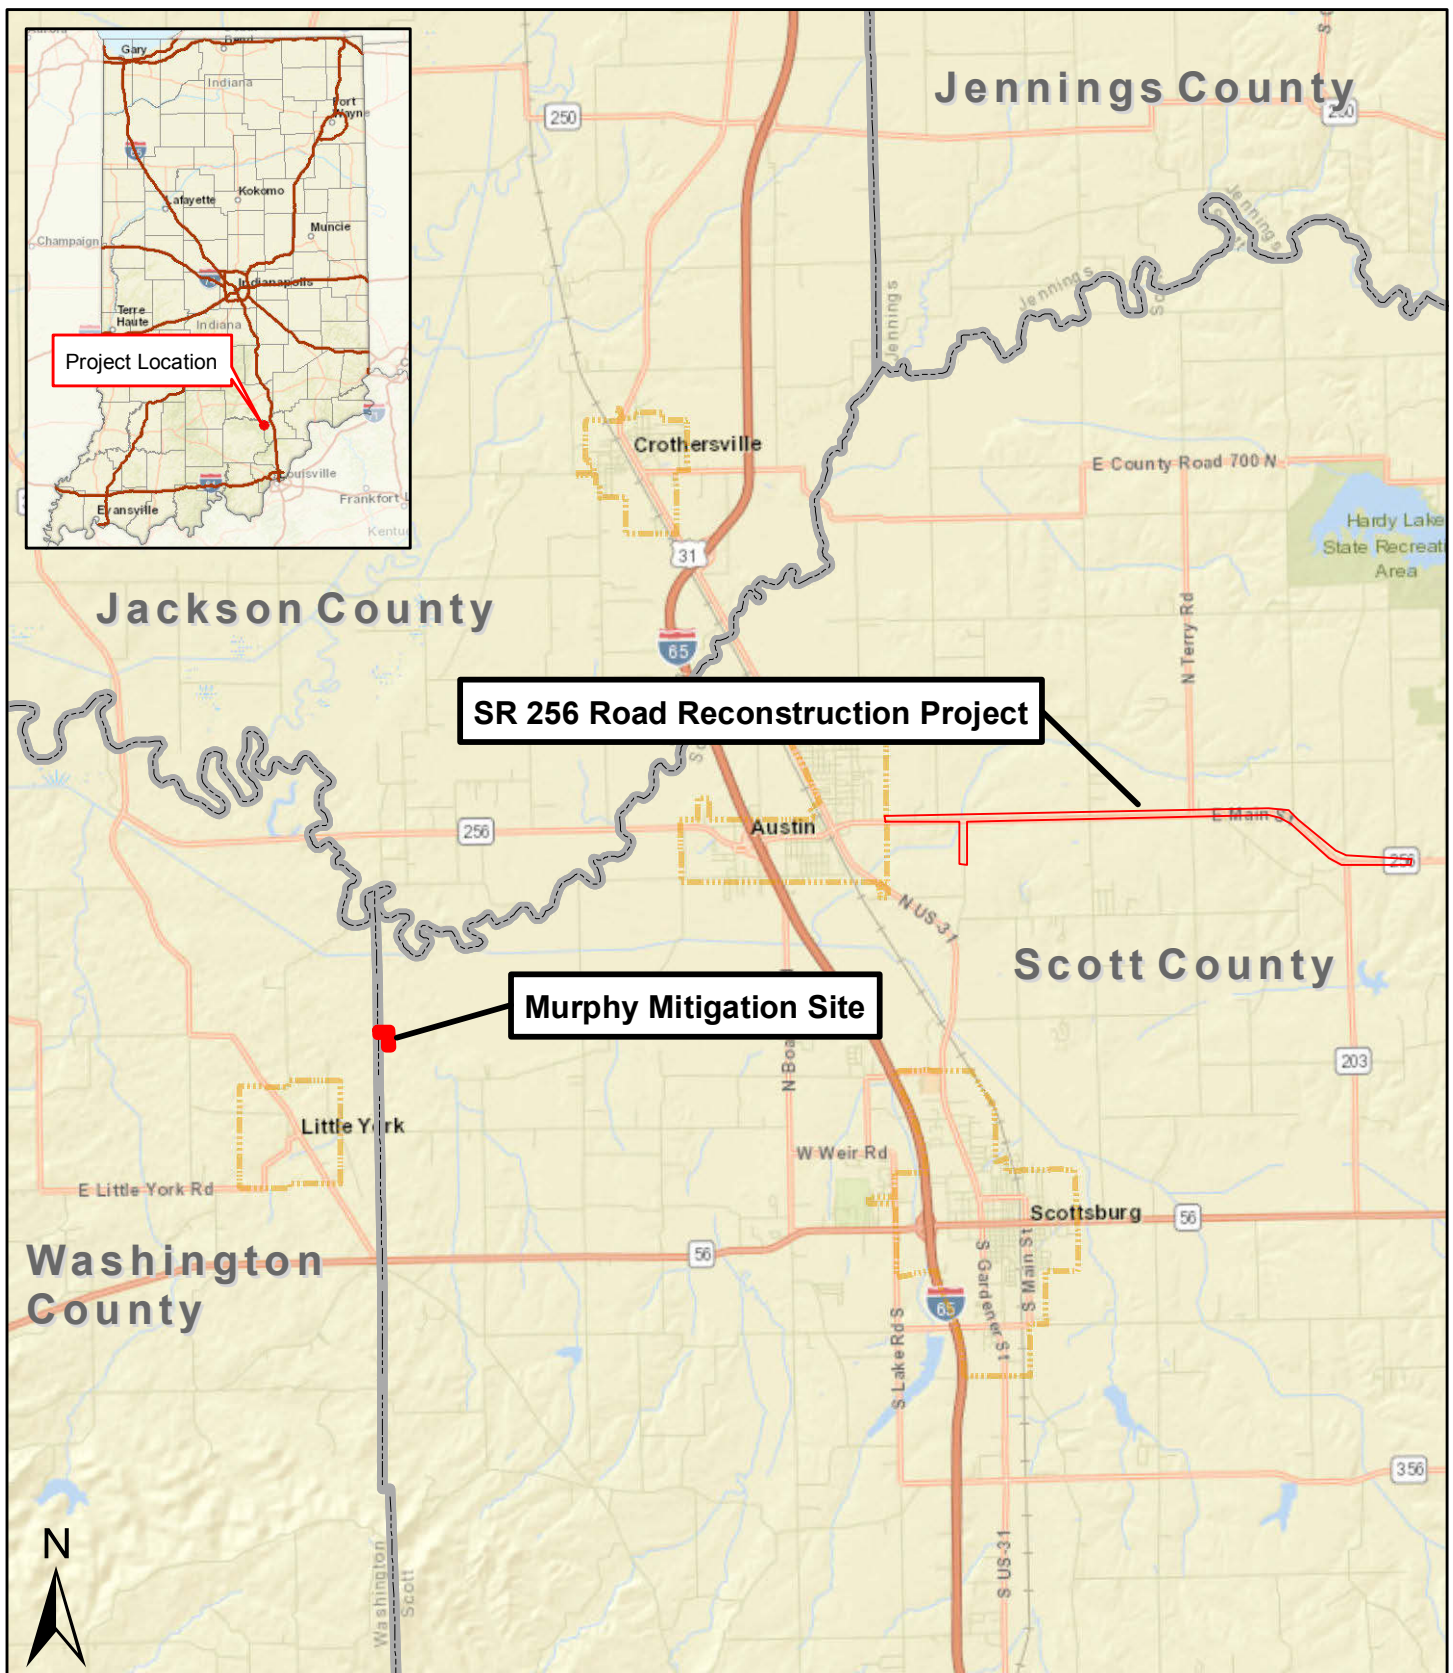 Gary
Indiana
Fort
Wayne
65
Lafayette
Kokomo
Muncie
Champaign
Indianapolis
Terre
Haute
Indiana
Project Location
Louisville
Frankfort
Evansville
Jennings County
250
250
Jennings
Jennings
Jennings
Crothersville
E County Road 700 N
31
Hardy Lake
State Recreati
Area
Jackson County
65
N Terry Rd
SR 256 Road Reconstruction Project
256
Austin
E Main St
256
N US-31
Scott County
Murphy Mitigation Site
N Boa
203
Little York
W Weir Rd
E Little York Rd
Scottsburg
56
56
Washington
County
S Gardener St
S Main St
65
S Lake Rd S
356
N
S US-31
Washington
Scott